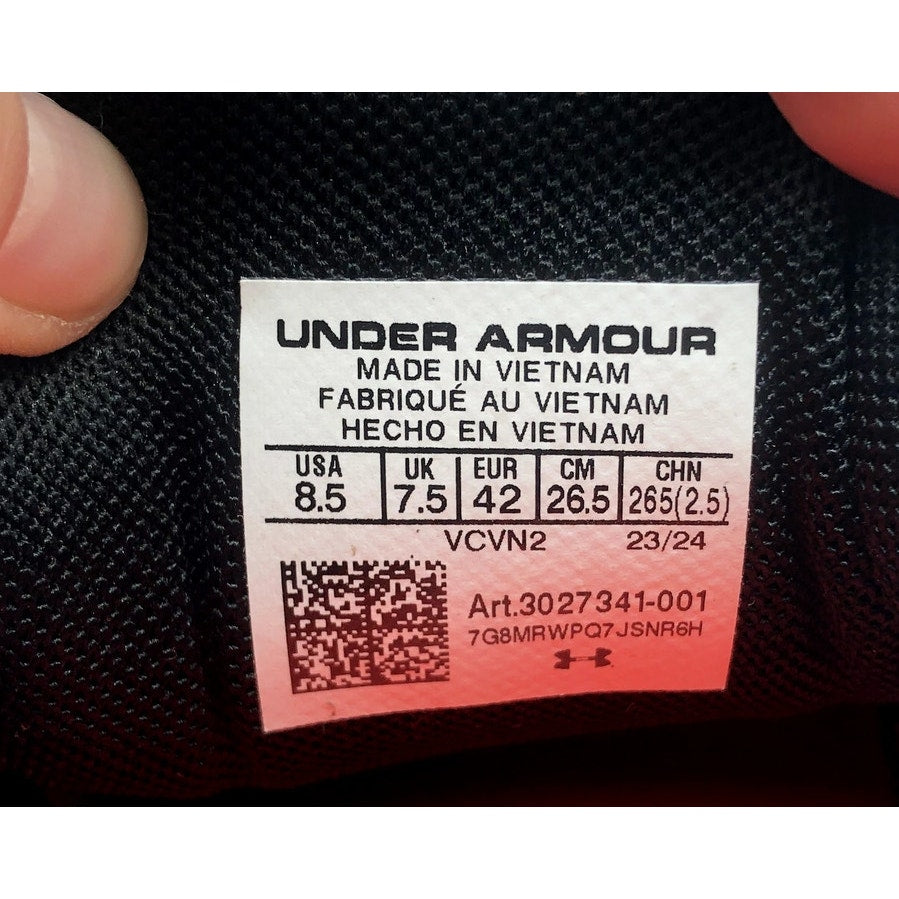 UNDER ARMOUR
MADE IN VIETNAM
FABRIQUÉ AU VIETNAM
HECHO EN VIETNAM
USA UK EUR CM CHN
8.5 7.5 42 26.5 265(2.5)
VCVN2 23/24
Art.3027341-001
7G8MRWPQ7JSNR6H